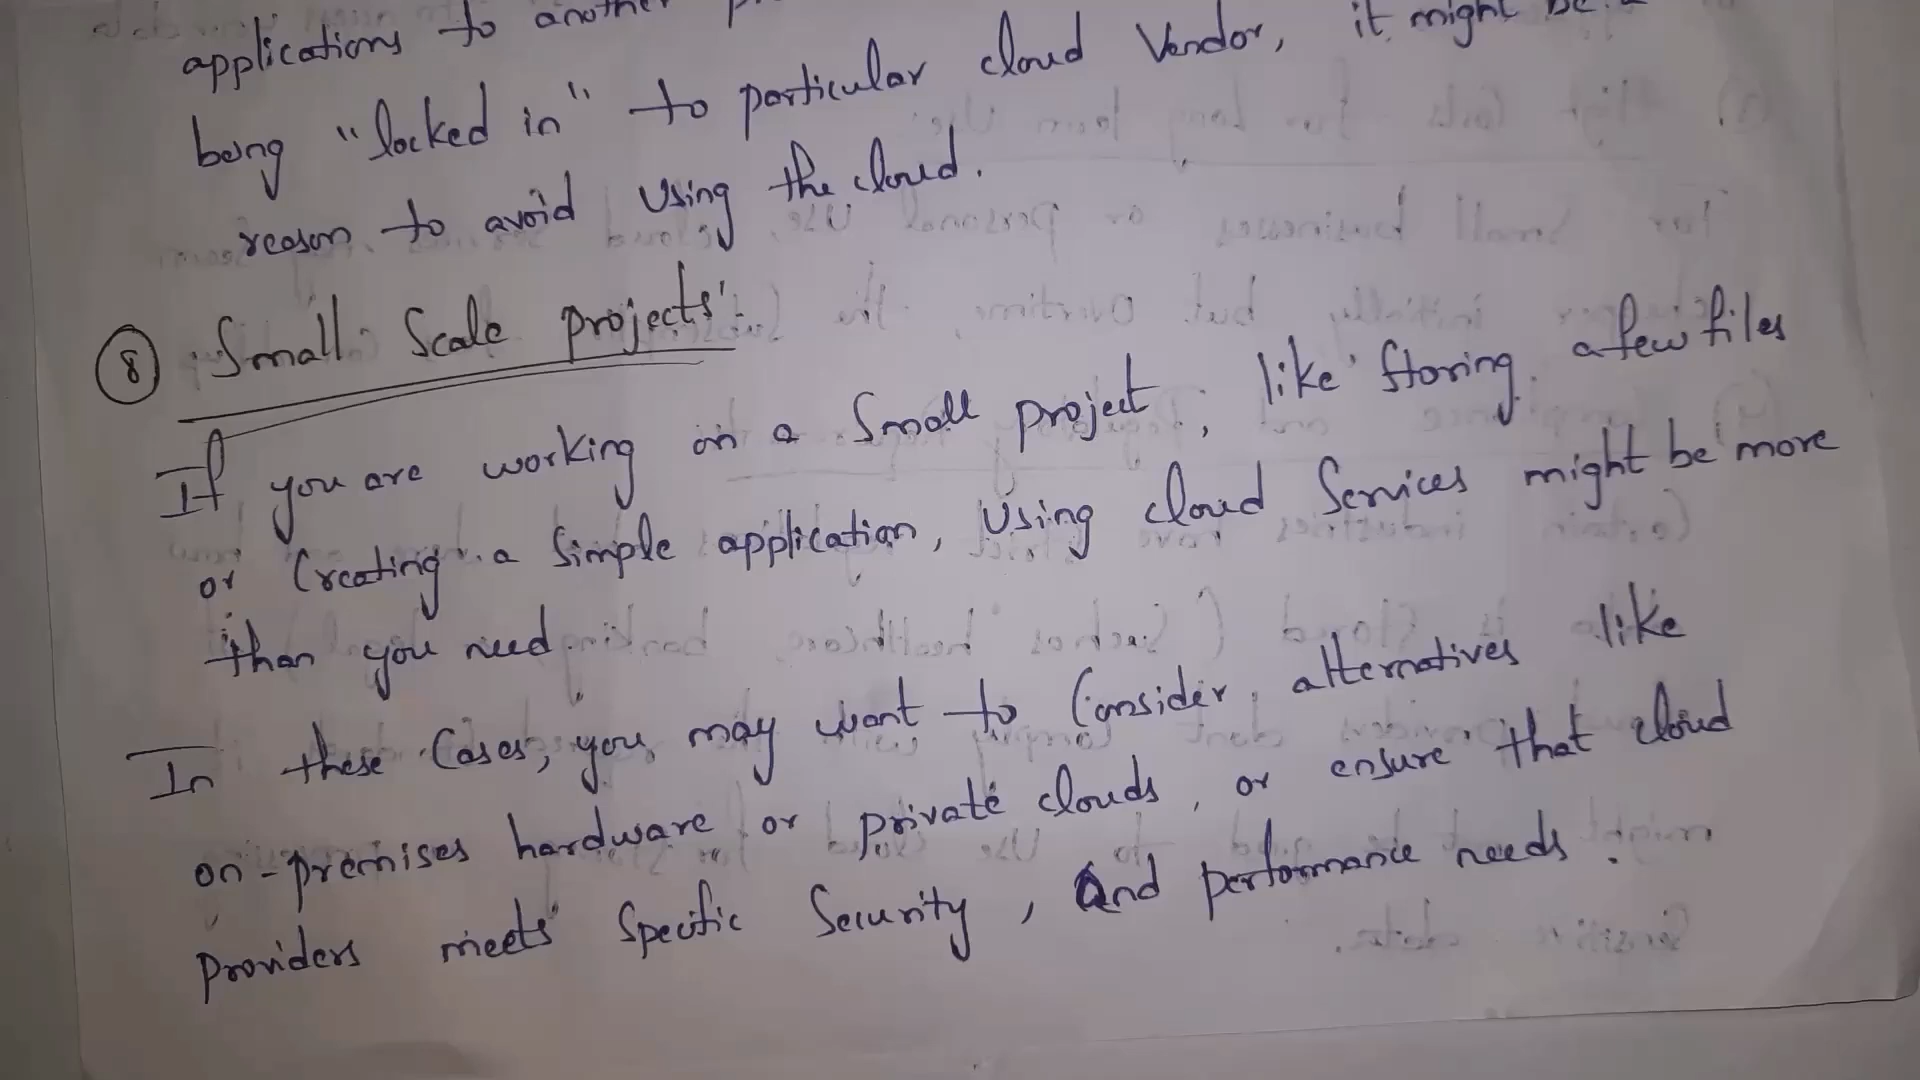 applications to another
being "locked in" to particular cloud Vendor, it might be a
reason to avoid using the cloud.
⑧ Small Scale projects:
If you are working on a small project, like storing a few files
or Creating a simple application, Using cloud Services might be more
than you need.
In these Cases, you may want to Consider alternatives like
on-premises hardware or private clouds, or ensure that cloud
Providers meets Specific Security, and performance needs.